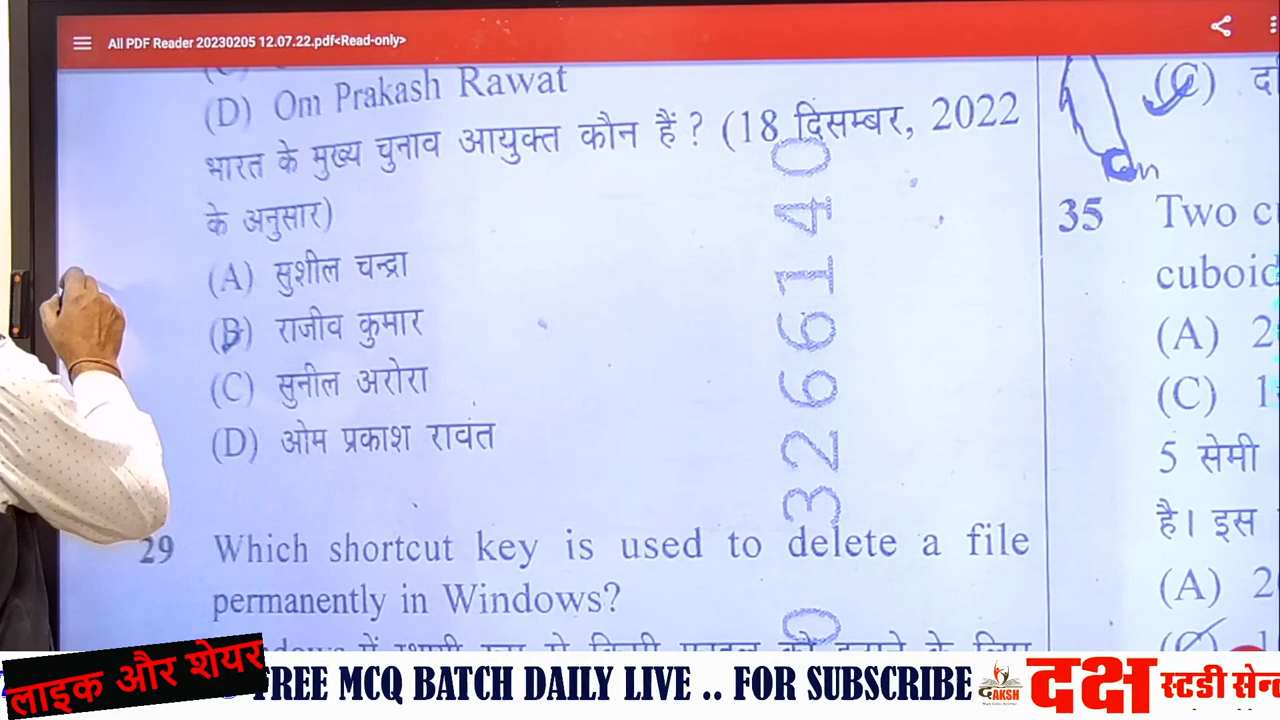 All PDF Reader 20230205 12.07.22.pdf<Read-only>
(D) Om Prakash Rawat
भारत के मुख्य चुनाव आयुक्त कौन हैं ? (18 दिसम्बर, 2022
के अनुसार)
(A) सुशील चन्द्रा
(B) राजीव कुमार
(C) सुनील अरोरा
(D) ओम प्रकाश रावत
29 Which shortcut key is used to delete a file
permanently in Windows?
3266140
0
(C)
35 Two c
cuboid
(A) 2
(C) 1
5 सेमी
है। इस
(A) 2
लाइक और शेयर
FREE MCQ BATCH DAILY LIVE .. FOR SUBSCRIBE
दक्ष
स्टडी सेन्